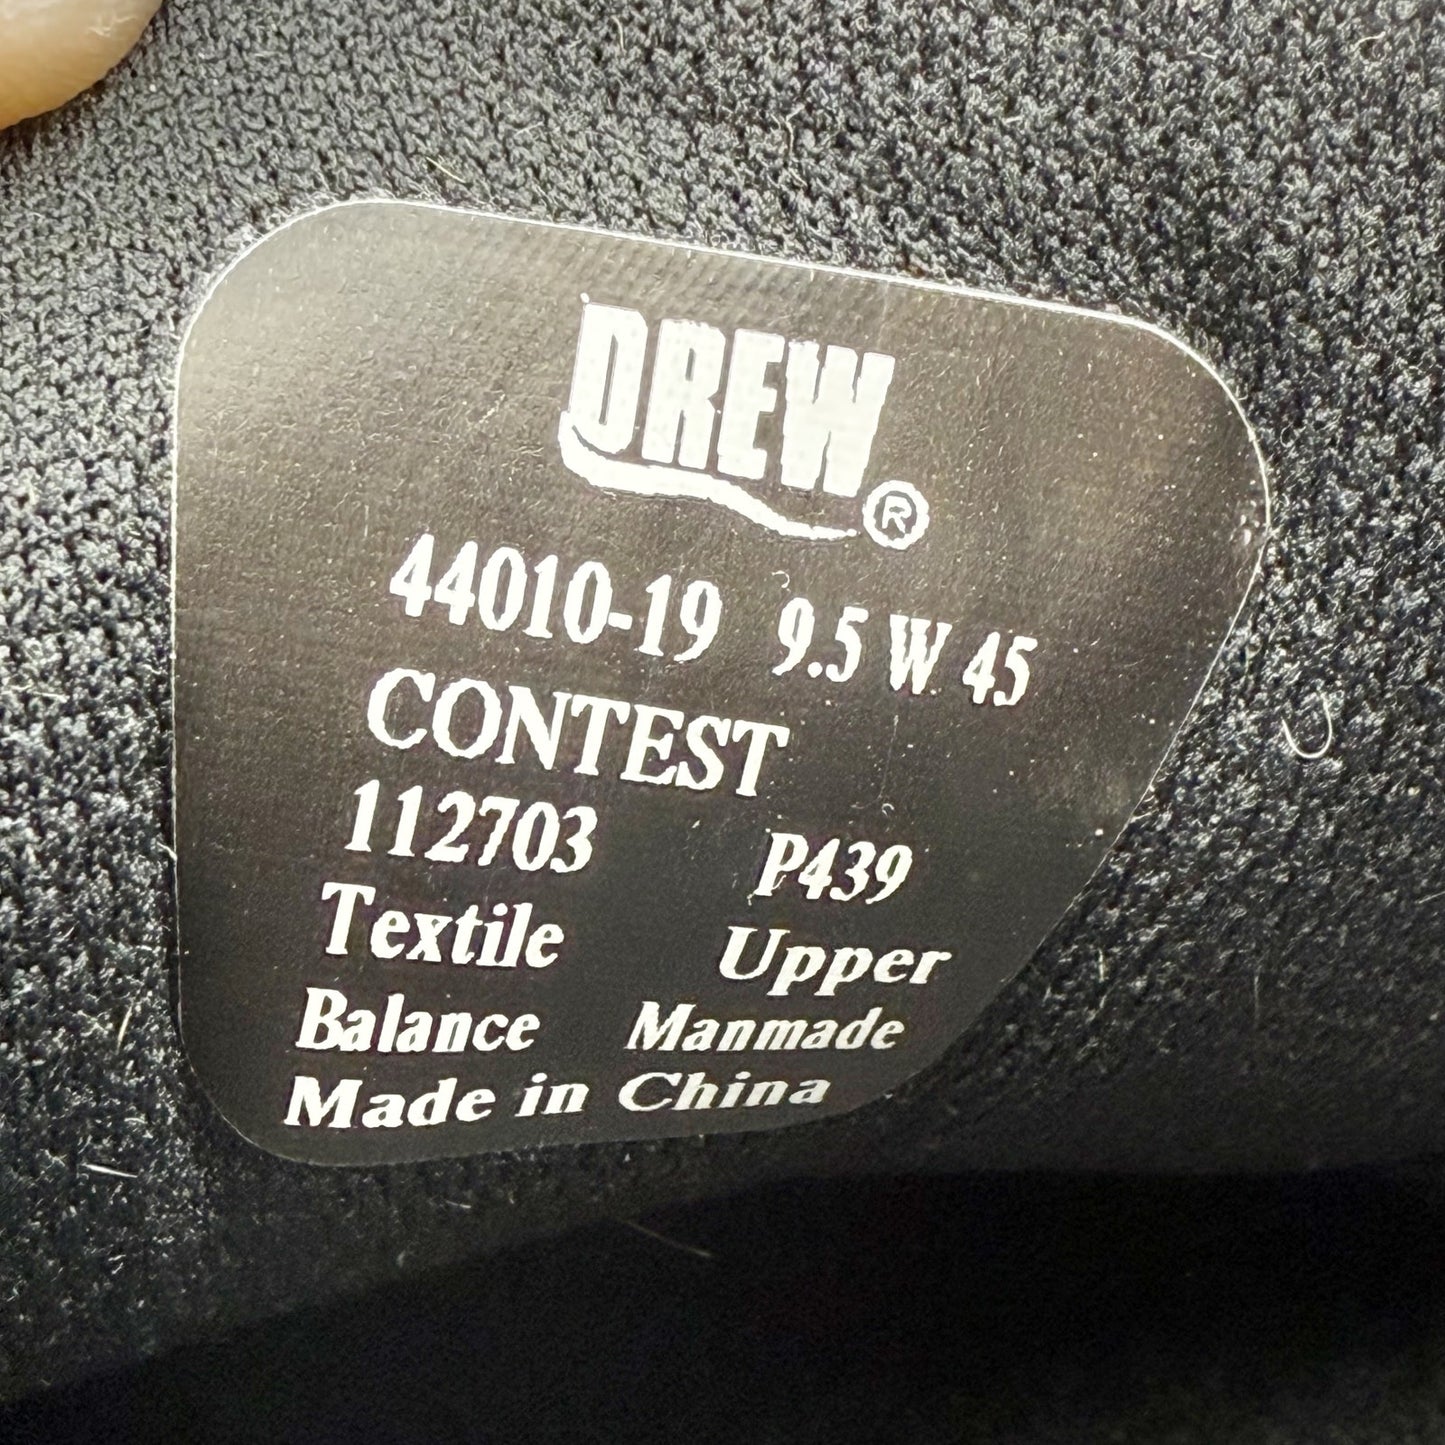 DREW®
44010-19 9.5 W 45
CONTEST
112703 P439
Textile Upper
Balance Manmade
Made in China